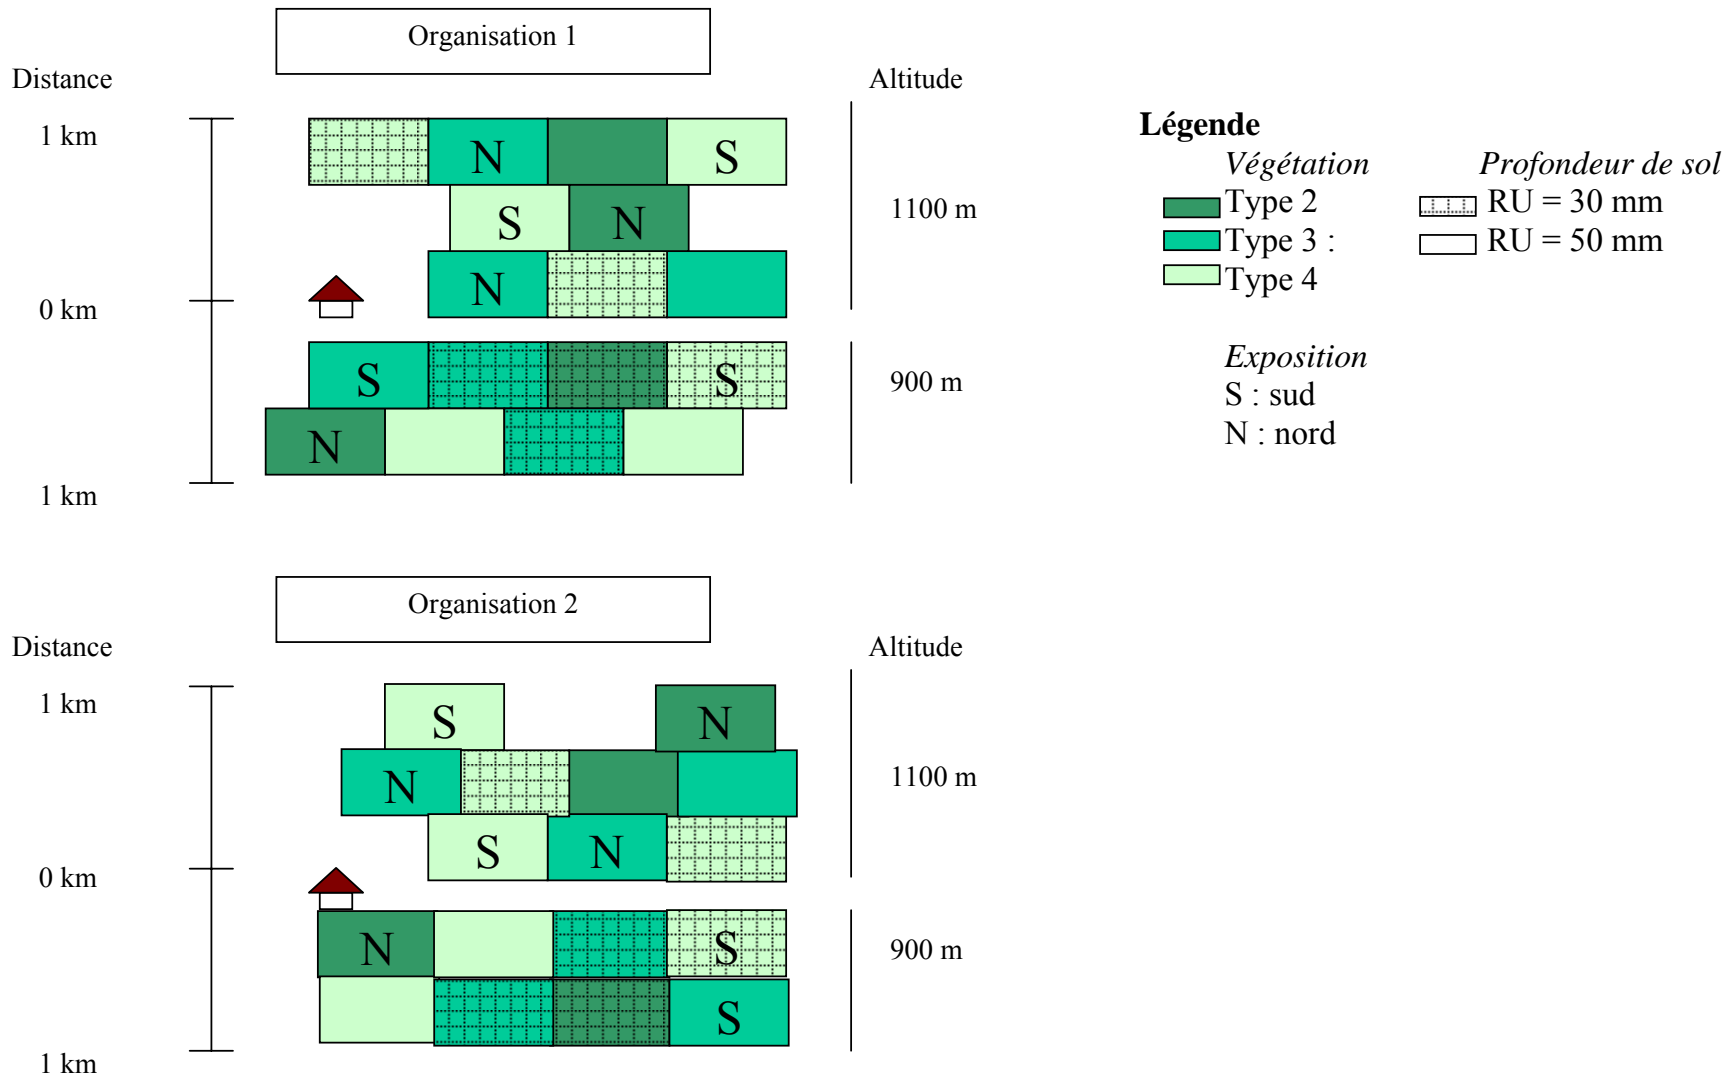 Organisation 1
Distance
Altitude
1 km
N
S
S
N
1100 m
N
0 km
S
S
900 m
N
1 km
Légende
Végétation
Profondeur de sol
Type 2
RU = 30 mm
Type 3 :
RU = 50 mm
Type 4
Exposition
S : sud
N : nord
Organisation 2
Distance
Altitude
1 km
S
N
N
1100 m
S
N
0 km
N
S
900 m
S
1 km